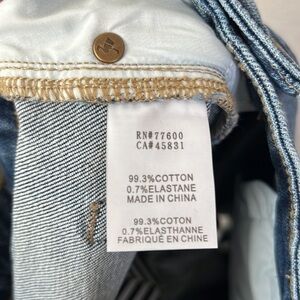 RN#77600
CA#45831
99.3%COTTON
0.7%ELASTANE
MADE IN CHINA
99.3%COTON
0.7%ELASTHANNE
FABRIQUÉ EN CHINE